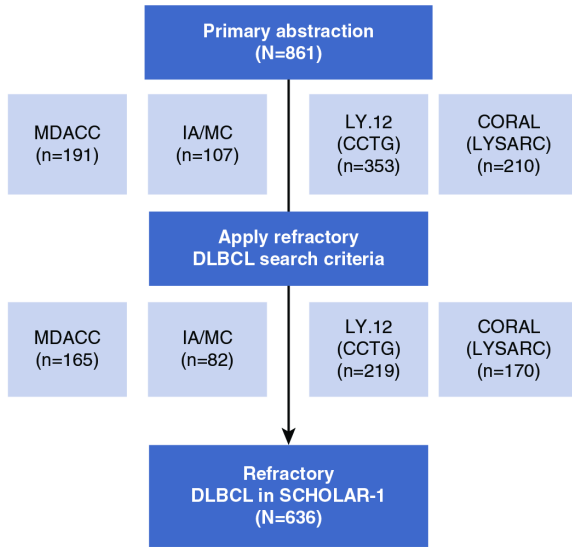 Primary abstraction
(N=861)
MDACC
(n=191)
IA/MC
(n=107)
LY.12
(CCTG)
(n=353)
CORAL
(LYSARC)
(n=210)
Apply refractory
DLBCL search criteria
MDACC
(n=165)
IA/MC
(n=82)
LY.12
(CCTG)
(n=219)
CORAL
(LYSARC)
(n=170)
Refractory
DLBCL in SCHOLAR-1
(N=636)